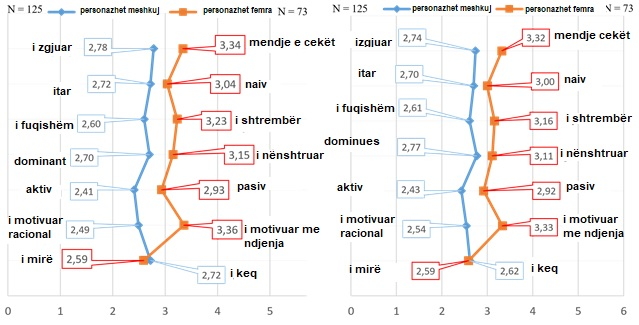 N = 125 personazhet meshkuj personazhet femra N = 73
i zgjuar 2,78 3,34 mendje e cekët
itar 2,72 3,04 naiv
i fuqishëm 2,60 3,23 i shtrembër
dominant 2,70 3,15 i nënshtruar
aktiv 2,41 2,93 pasiv
i motivuar
racional 2,49 3,36 i motivuar me
ndjenja
i mirë 2,59 2,72 i keq
0 1 2 3 4 5
N = 125 personazhet meshkuj personazhet femra N = 73
izgjuar 2,74 3,32 mendje cekët
itar 2,70 3,00 naiv
i fuqishëm 2,61 3,16 i shtrembër
dominues 2,77 3,11 i nënshtruar
aktiv 2,43 2,92 pasiv
i motivuar
racional 2,54 3,33 i motivuar
me ndjenja
i mirë 2,59 2,62 i keq
0 1 2 3 4 5 6